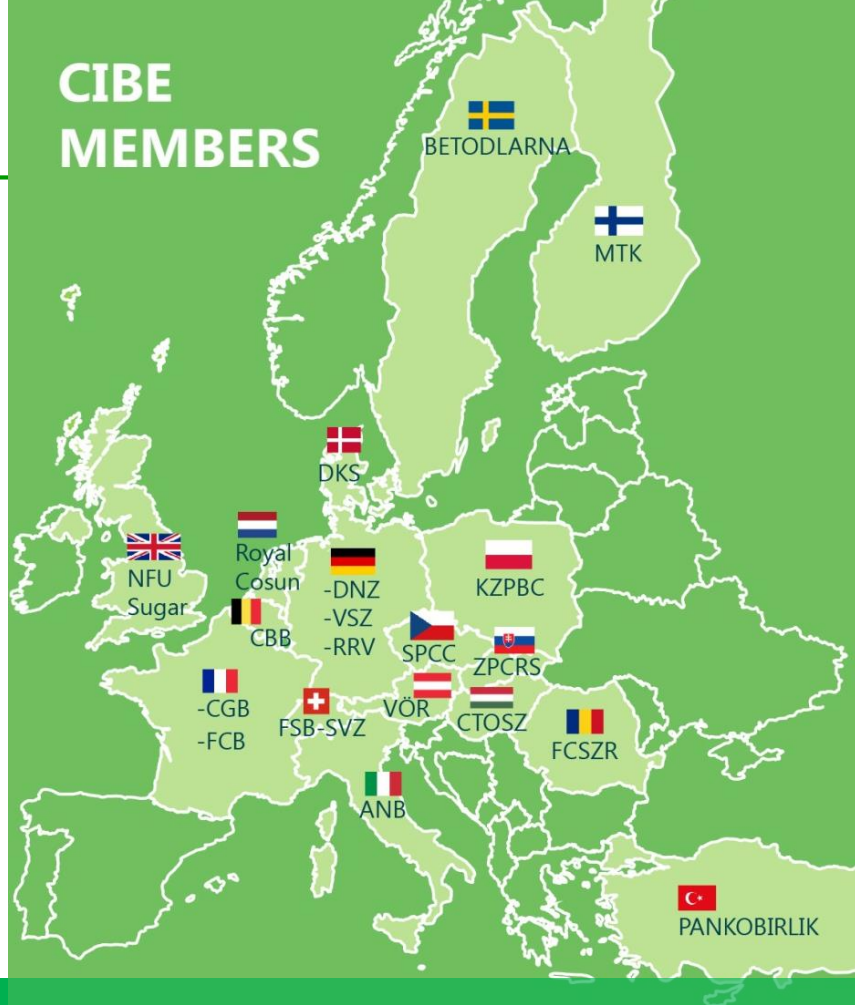 CIBE
MEMBERS
BETODLARNA
MTK
DKS
Royal
Cosun
NFU
Sugar
-DNZ
-VSZ
-RRV
KZPBC
CBB
SPCC
ZPCRS
-CGB
-FCB
FSB-SVZ
VÖR
CTOSZ
FCSZR
ANB
PANKOBIRLIK